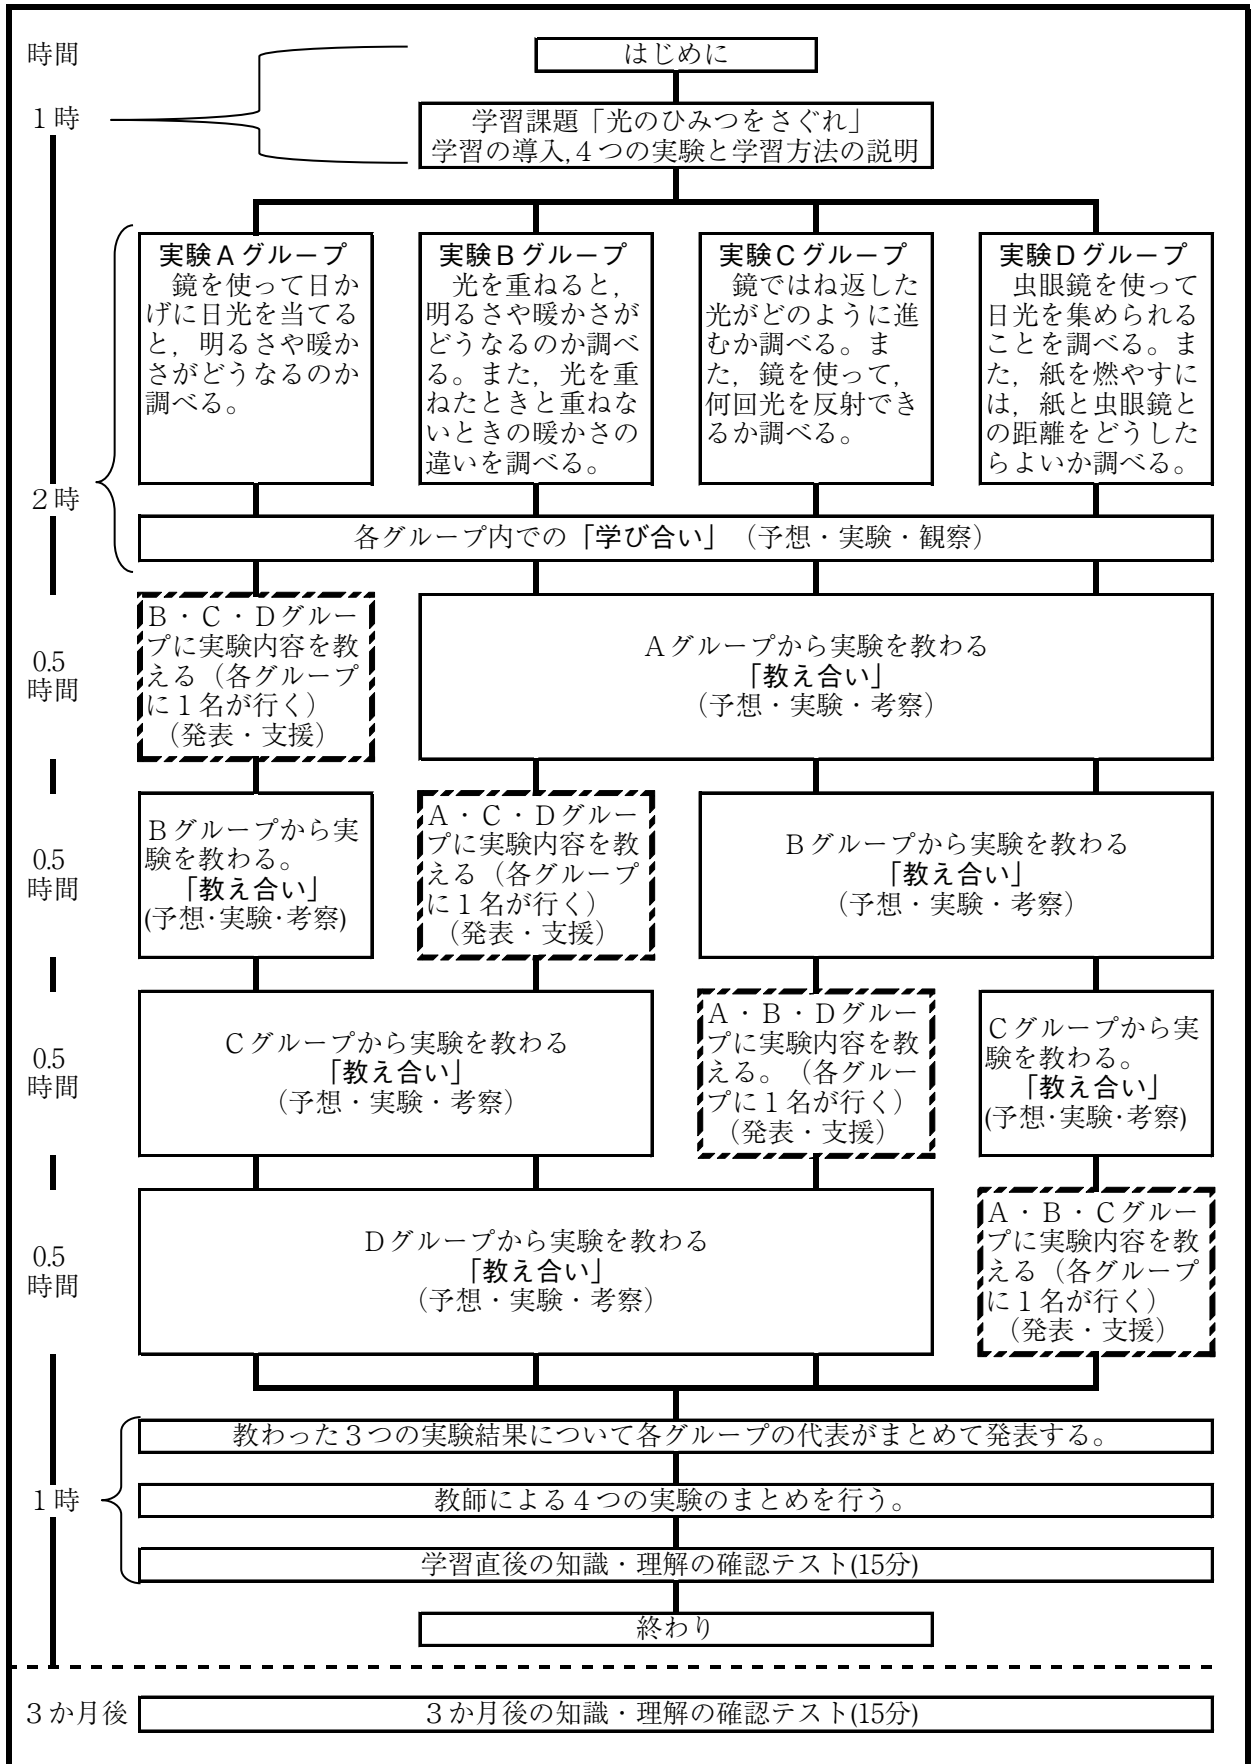 時間
はじめに
1時
学習課題「光のひみつをさぐれ」
学習の導入,4つの実験と学習方法の説明
実験Aグループ
鏡を使って日か
げに日光を当てる
と，明るさや暖か
さがどうなるのか
調べる。
実験Bグループ
光を重ねると，
明るさや暖かさが
どうなるのか調べ
る。また，光を重
ねたときと重ねな
いときの暖かさの
違いを調べる。
実験Cグループ
鏡ではね返した
光がどのように進
むか調べる。ま
た，鏡を使って，
何回光を反射でき
るか調べる。
実験Dグループ
虫眼鏡を使って
日光を集められる
ことを調べる。ま
た，紙を燃やすに
は，紙と虫眼鏡と
の距離をどうした
らよいか調べる。
2時
各グループ内での「学び合い」（予想・実験・観察）
0.5
時間
B・C・Dグルー
プに実験内容を教
える（各グループ
に1名が行く）
（発表・支援）
Aグループから実験を教わる
「教え合い」
（予想・実験・考察）
0.5
時間
Bグループから実
験を教わる。
「教え合い」
(予想･実験･考察)
A・C・Dグルー
プに実験内容を教
える（各グループ
に1名が行く）
（発表・支援）
Bグループから実験を教わる
「教え合い」
（予想・実験・考察）
0.5
時間
Cグループから実験を教わる
「教え合い」
（予想・実験・考察）
A・B・Dグルー
プに実験内容を教
える。（各グルー
プに1名が行く）
（発表・支援）
Cグループから実
験を教わる。
「教え合い」
(予想･実験･考察)
0.5
時間
Dグループから実験を教わる
「教え合い」
（予想・実験・考察）
A・B・Cグルー
プに実験内容を教
える（各グループ
に1名が行く）
（発表・支援）
1時
教わった3つの実験結果について各グループの代表がまとめて発表する。
教師による4つの実験のまとめを行う。
学習直後の知識・理解の確認テスト(15分)
終わり
3か月後
3か月後の知識・理解の確認テスト(15分)